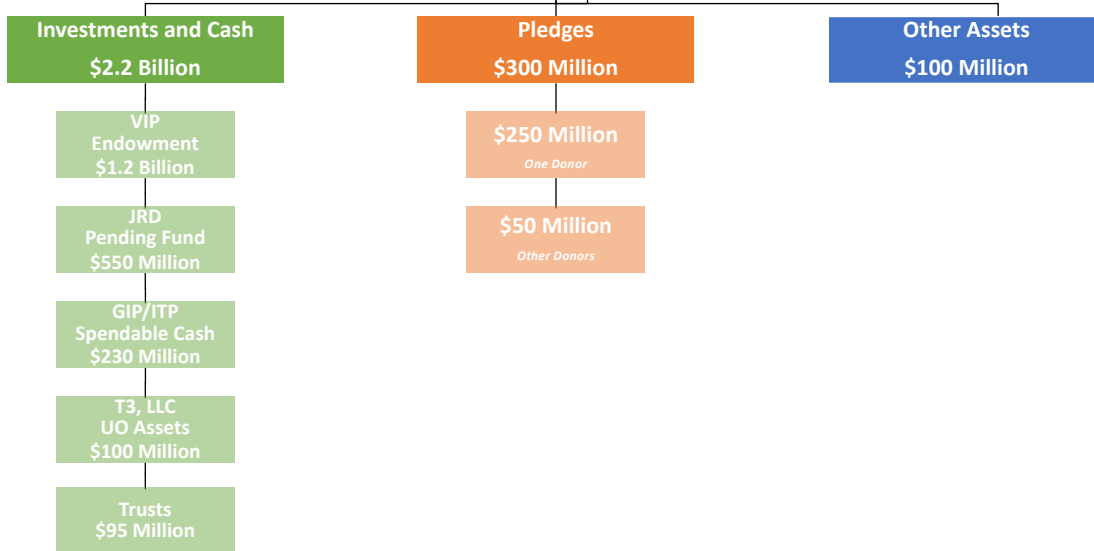 Investments and Cash
$2.2 Billion
VIP
Endowment
$1.2 Billion
JRD
Pending Fund
$550 Million
GIP/ITP
Spendable Cash
$230 Million
T3, LLC
UO Assets
$100 Million
Trusts
$95 Million
Pledges
$300 Million
$250 Million
One Donor
$50 Million
Other Donors
Other Assets
$100 Million